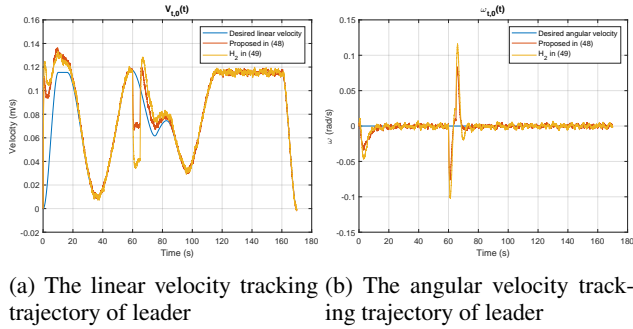 V_{t,0}(t)
Desired linear velocity
Proposed in (48)
H_2 in (49)
0.16
0.14
0.12
0.1
0.08
0.06
0.04
0.02
0
-0.02
Velocity (m/s)
0 20 40 60 80 100 120 140 160 180
Time (s)
(a) The linear velocity tracking
trajectory of leader
ω_{t,0}(t)
Desired angular velocity
Proposed in (48)
H_2 in (49)
0.15
0.1
0.05
0
-0.05
-0.1
-0.15
ω (rad/s)
0 20 40 60 80 100 120 140 160 180
Time (s)
(b) The angular velocity track-
ing trajectory of leader